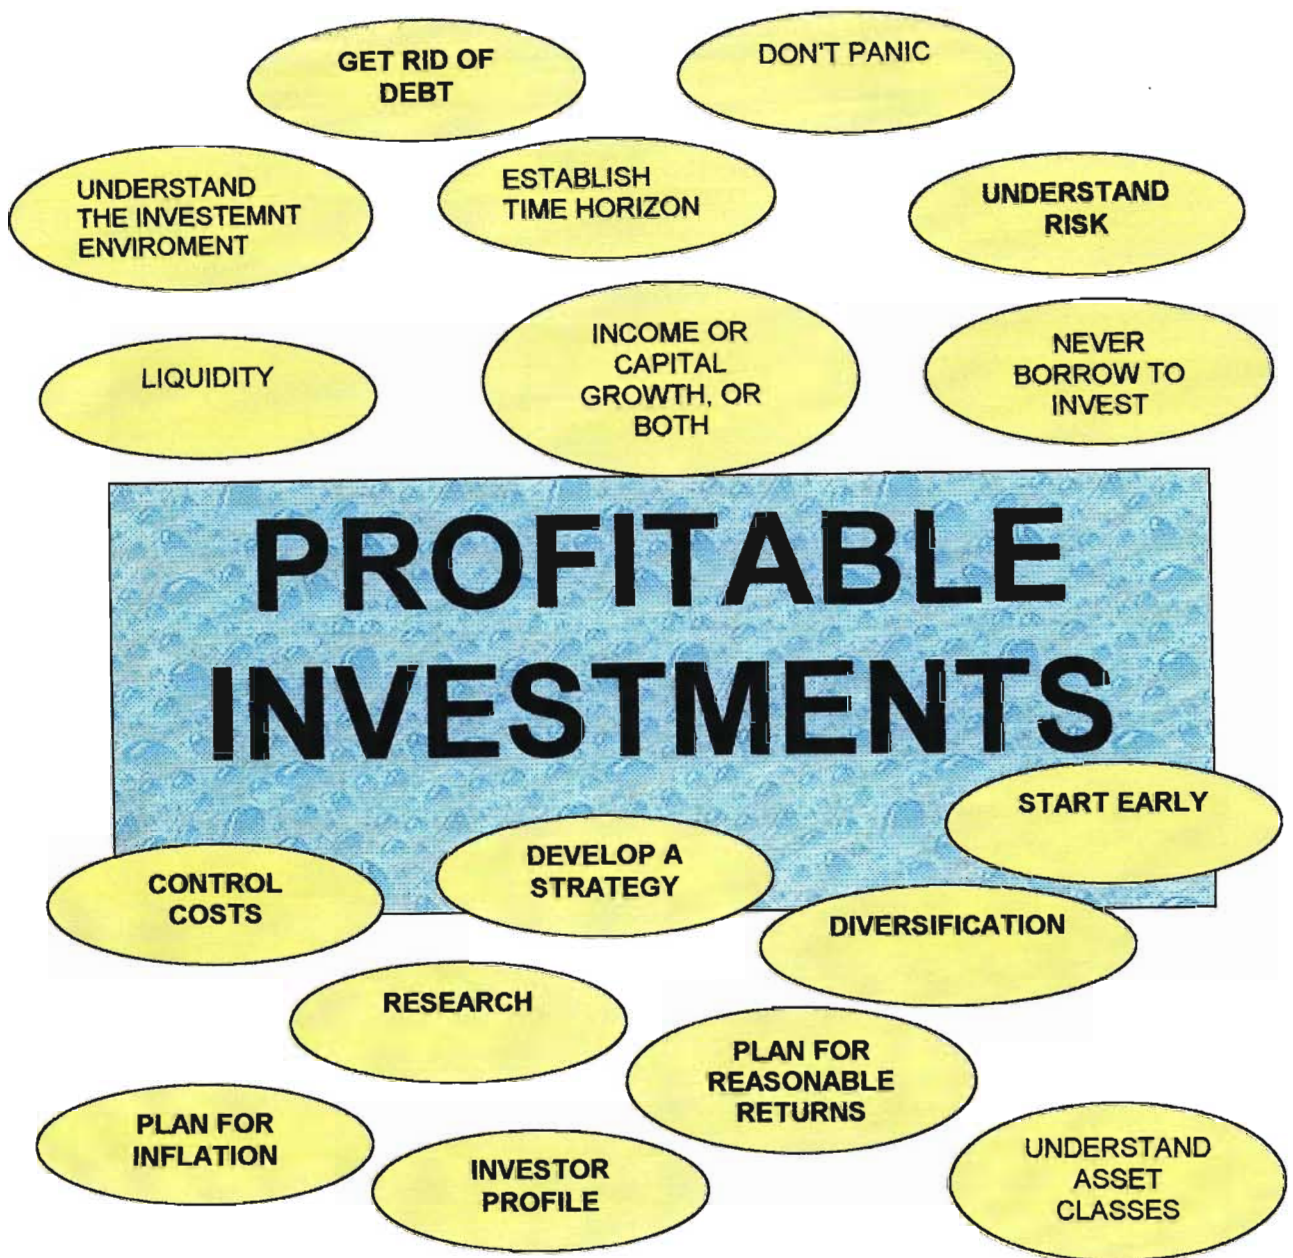 GET RID OF
DEBT
DON'T PANIC
UNDERSTAND
THE INVESTEMNT
ENVIROMENT
ESTABLISH
TIME HORIZON
UNDERSTAND
RISK
LIQUIDITY
INCOME OR
CAPITAL
GROWTH, OR
BOTH
NEVER
BORROW TO
INVEST
PROFITABLE
INVESTMENTS
START EARLY
CONTROL
COSTS
DEVELOP A
STRATEGY
DIVERSIFICATION
RESEARCH
PLAN FOR
REASONABLE
RETURNS
PLAN FOR
INFLATION
INVESTOR
PROFILE
UNDERSTAND
ASSET
CLASSES